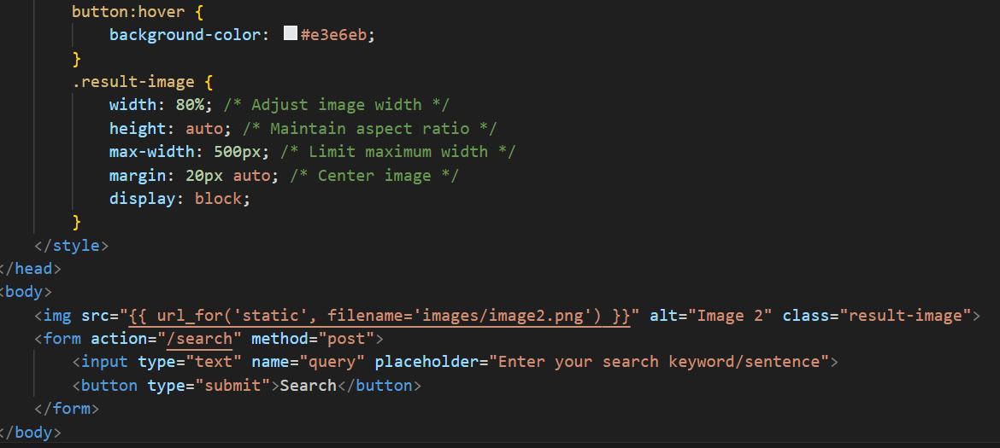 button:hover {
background-color: #e3e6eb;
}
.result-image {
width: 80%; /* Adjust image width */
height: auto; /* Maintain aspect ratio */
max-width: 500px; /* Limit maximum width */
margin: 20px auto; /* Center image */
display: block;
}
</style>
</head>
<body>
<img src="{{ url_for('static', filename='images/image2.png') }}" alt="Image 2" class="result-image">
<form action="/search" method="post">
<input type="text" name="query" placeholder="Enter your search keyword/sentence">
<button type="submit">Search</button>
</form>
</body>